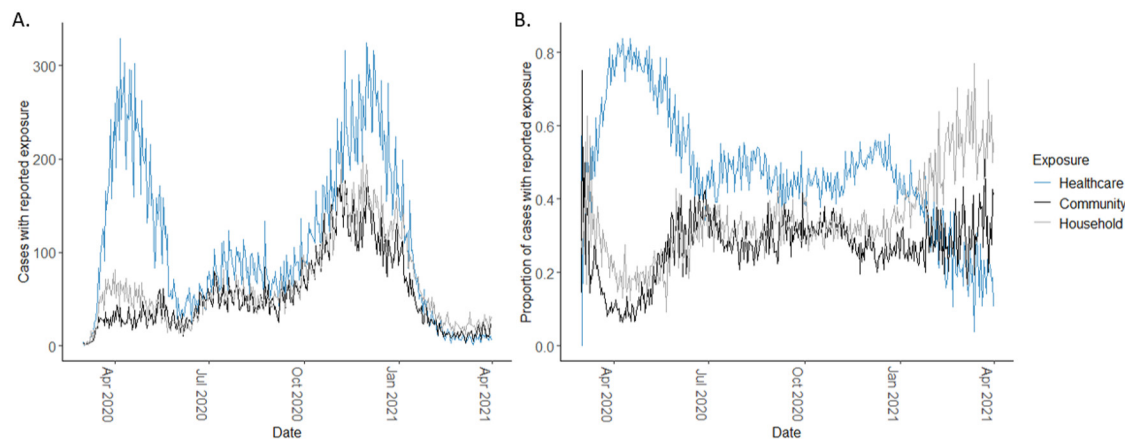 A.
Cases with reported exposure
300
200
100
0
Apr 2020
Jul 2020
Oct 2020
Jan 2021
Apr 2021
Date
B.
Proportion of cases with reported exposure
0.8
0.6
0.4
0.2
0.0
Apr 2020
Jul 2020
Oct 2020
Jan 2021
Apr 2021
Date
Exposure
Healthcare
Community
Household